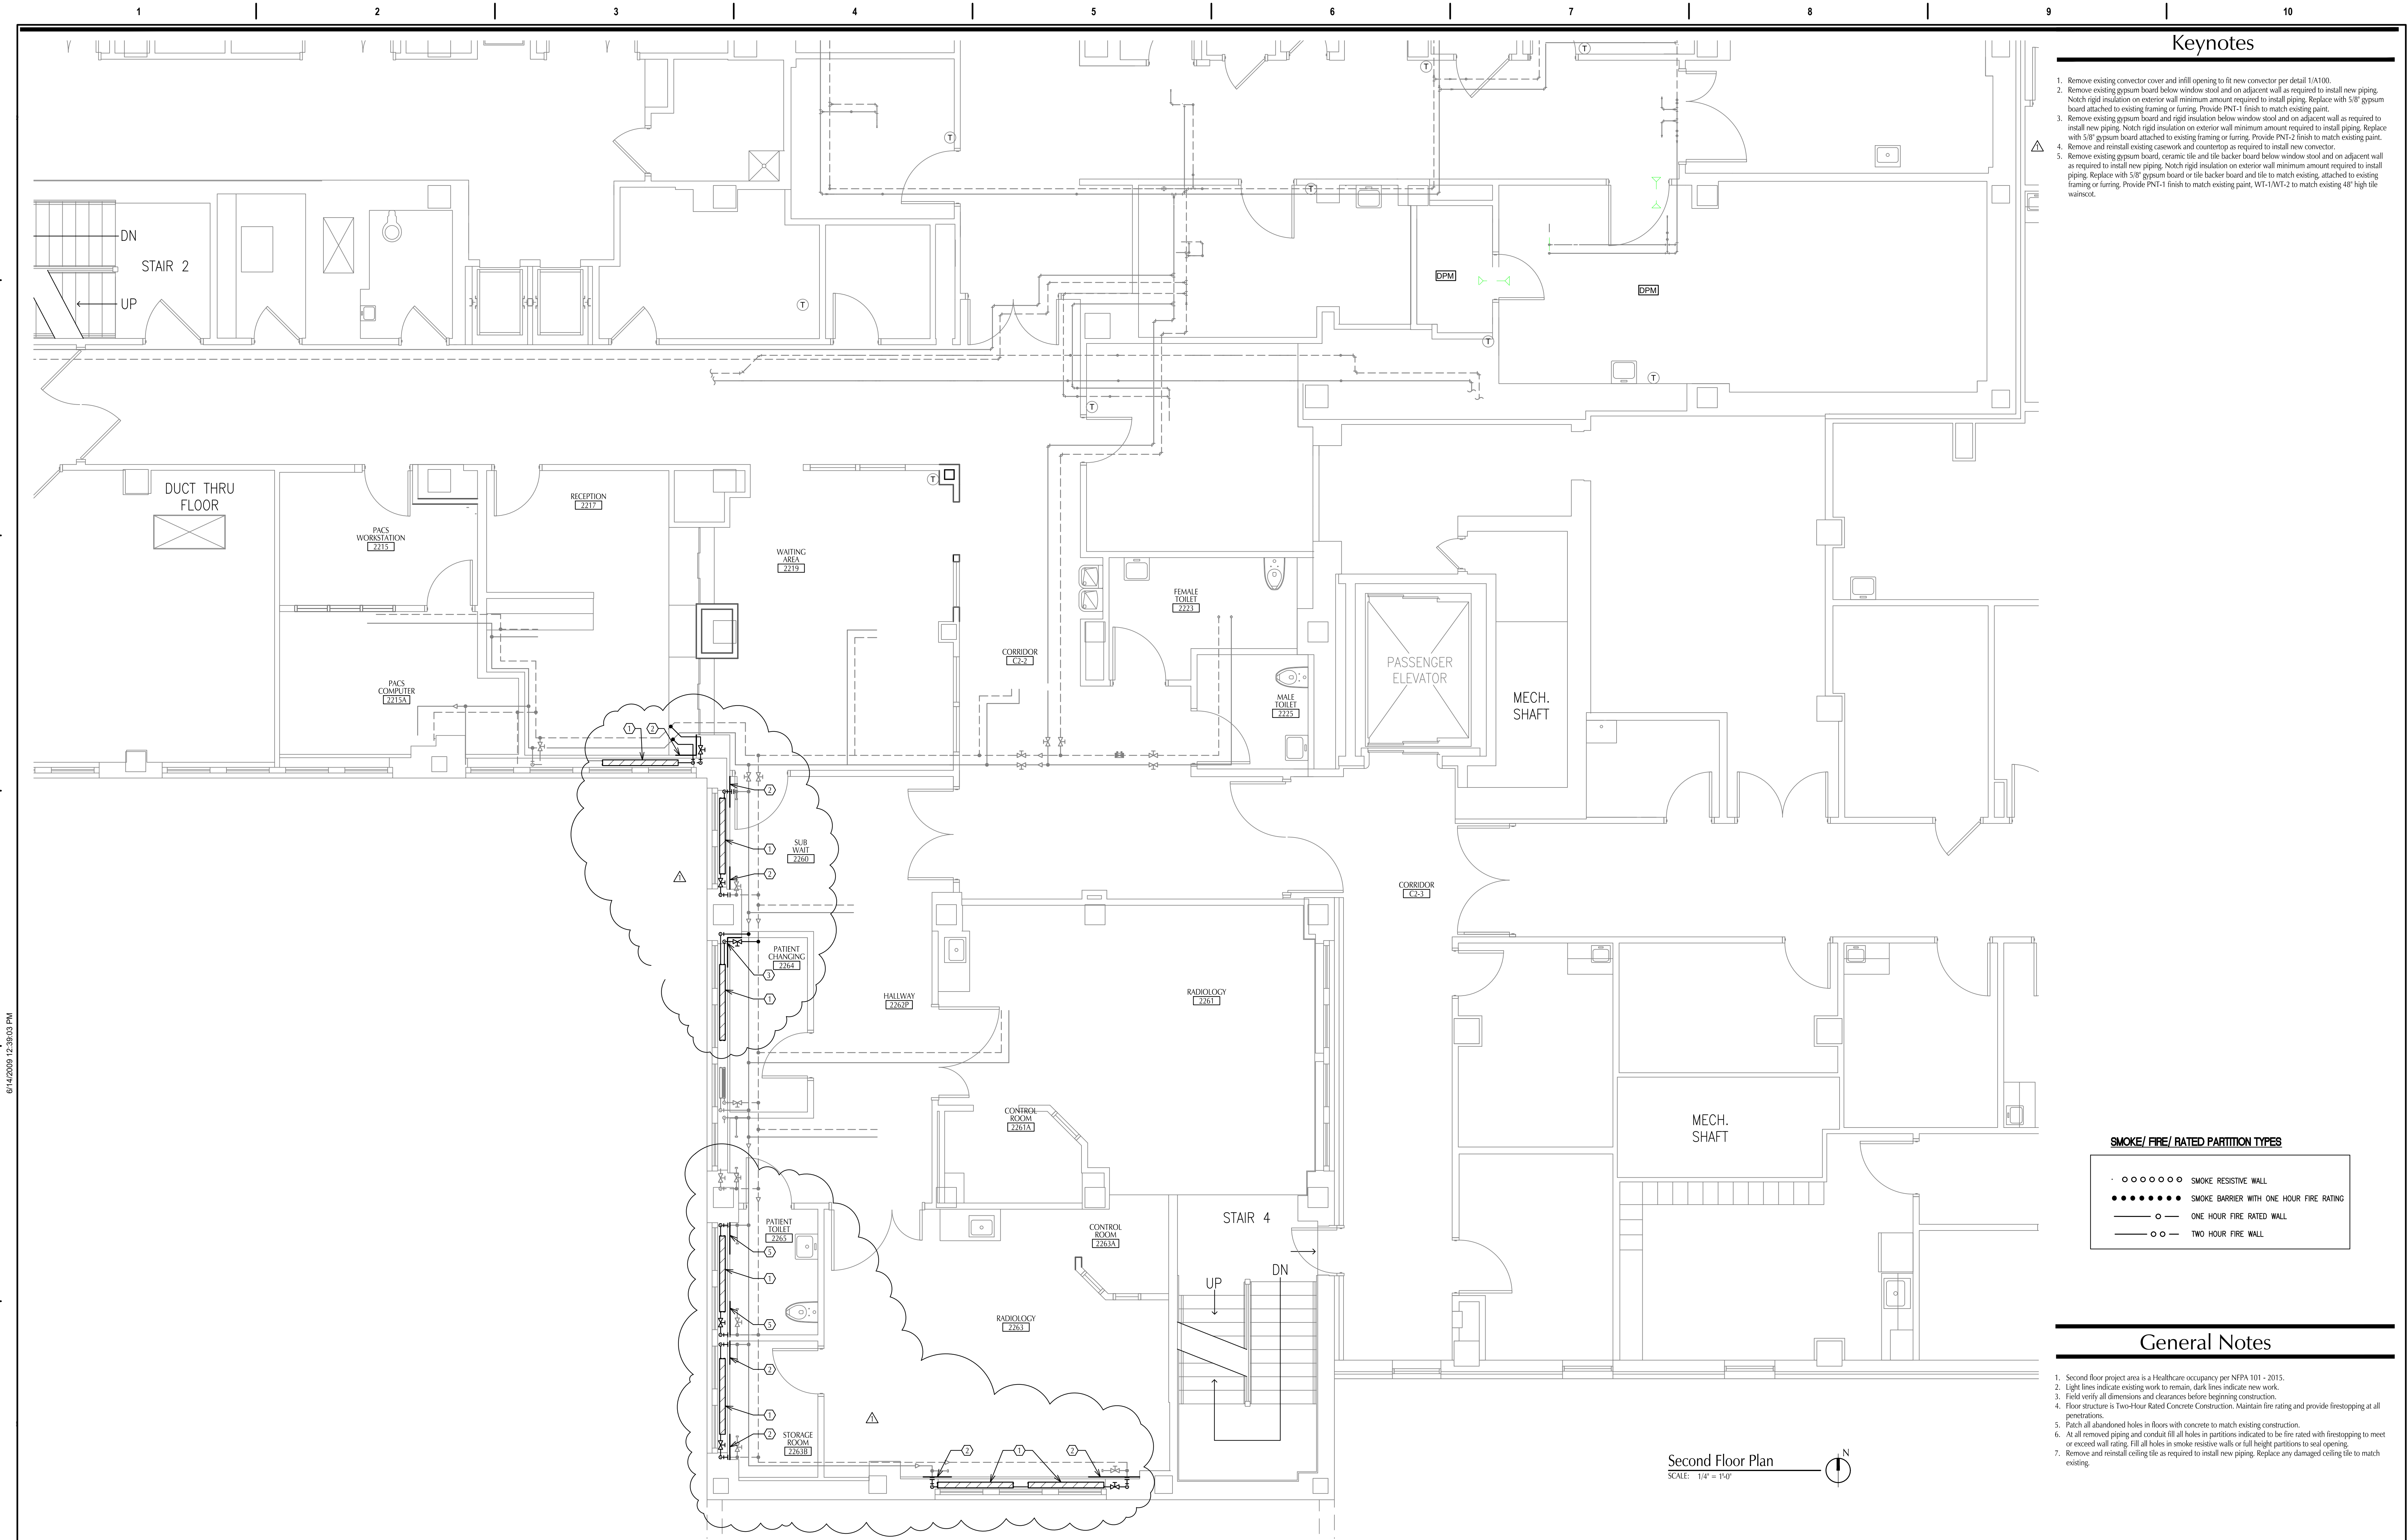 1 2 3 4 5 6 7 8 9 10
Keynotes
1. Remove existing convector cover and infill opening to fit new convector per detail 1/A100.
2. Remove existing gypsum board below window stool and on adjacent wall as required to install new piping.
Notch rigid insulation on exterior wall minimum amount required to install piping. Replace with 5/8" gypsum
board attached to existing framing or furring. Provide PNT-1 finish to match existing paint.
3. Remove existing gypsum board and rigid insulation below window stool and on adjacent wall as required to
install new piping. Notch rigid insulation on exterior wall minimum amount required to install piping. Replace
with 5/8" gypsum board attached to existing framing or furring. Provide PNT-2 finish to match existing paint.
4. Remove and reinstall existing casework and countertop as required to install new convector.
5. Remove existing gypsum board, ceramic tile and tile backer board below window stool and on adjacent wall
as required to install new piping. Notch rigid insulation on exterior wall minimum amount required to install
piping. Replace with 5/8" gypsum board or tile backer board and tile to match existing, attached to existing
framing or furring. Provide PNT-1 finish to match existing paint, WT-1/WT-2 to match existing 48" high tile
wainscot.
1
T
T
T
T
T
T
T
T
T
T
DPM
DPM
DN
STAIR 2
UP
DUCT THRU
FLOOR
PACS
WORKSTATION
2215
RECEPTION
2217
WAITING
AREA
2219
PACS
COMPUTER
2215A
CORRIDOR
C2-2
FEMALE
TOILET
2223
MALE
TOILET
2225
PASSENGER
ELEVATOR
MECH.
SHAFT
1
2
2
1
SUB
WAIT
2260
2
1
CORRIDOR
C2-3
PATIENT
CHANGING
2264
3
1
HALLWAY
2262P
RADIOLOGY
2261
CONTROL
ROOM
2261A
MECH.
SHAFT
PATIENT
TOILET
2265
5
1
5
2
1
2
STORAGE
ROOM
2263B
CONTROL
ROOM
2263A
STAIR 4
UP
DN
RADIOLOGY
2263
1
2
1
2
6/14/2009 12:39:03 PM
SMOKE/ FIRE/ RATED PARTITION TYPES
SMOKE RESISTIVE WALL
SMOKE BARRIER WITH ONE HOUR FIRE RATING
ONE HOUR FIRE RATED WALL
TWO HOUR FIRE WALL
General Notes
1. Second floor project area is a Healthcare occupancy per NFPA 101 - 2015.
2. Light lines indicate existing work to remain, dark lines indicate new work.
3. Field verify all dimensions and clearances before beginning construction.
4. Floor structure is Two-Hour Rated Concrete Construction. Maintain fire rating and provide firestopping at all
penetrations.
5. Patch all abandoned holes in floors with concrete to match existing construction.
6. At all removed piping and conduit fill all holes in partitions indicated to be fire rated with firestopping to meet
or exceed wall rating. Fill all holes in smoke resistive walls or full height partitions to seal opening.
7. Remove and reinstall ceiling tile as required to install new piping. Replace any damaged ceiling tile to match
existing.
Second Floor Plan
SCALE: 1/4" = 1'-0"
N